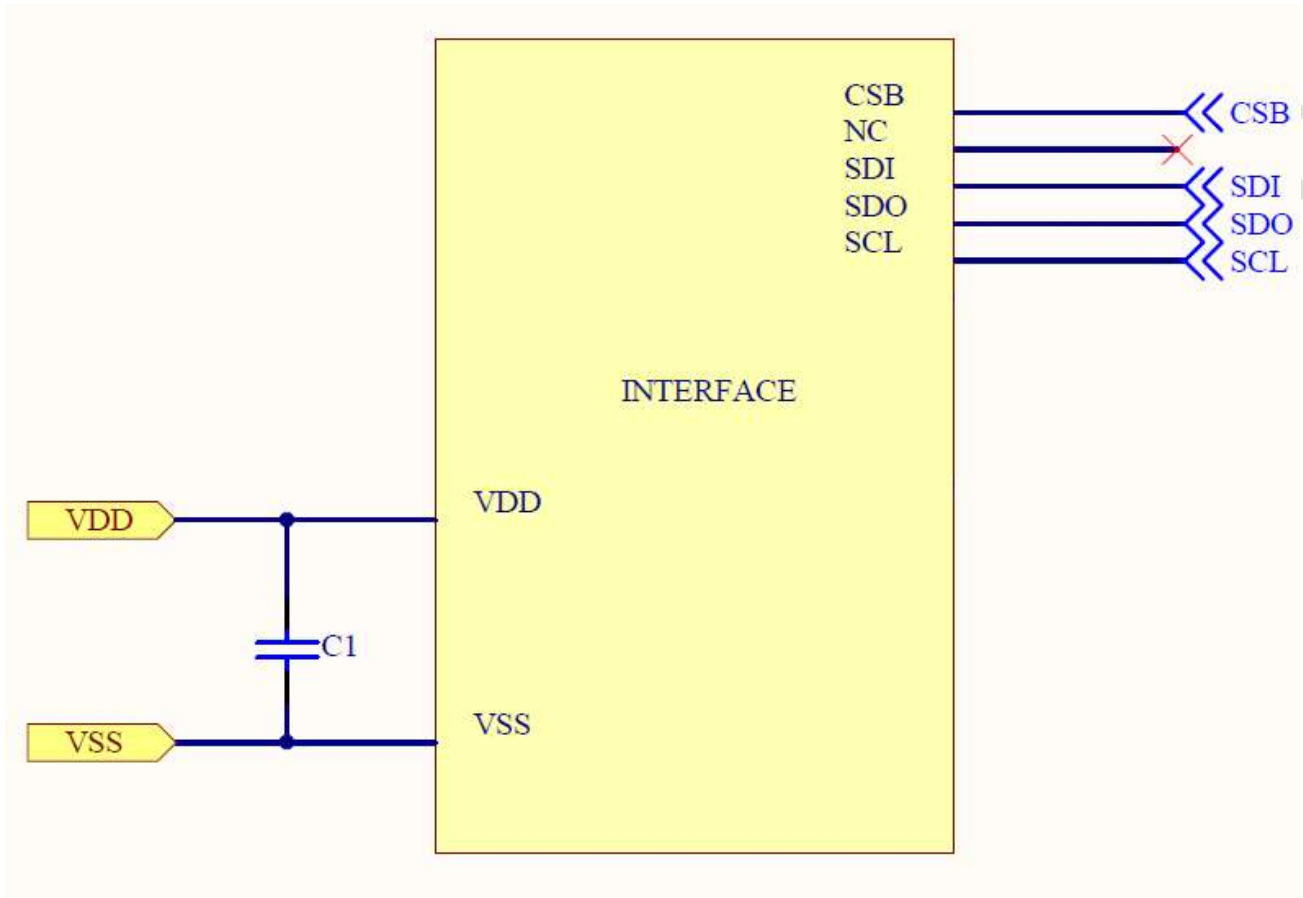 CSB
CSB
NC
SDI
SDI
SDO
SDO
SCL
SCL
INTERFACE
VDD
VDD
C1
VSS
VSS